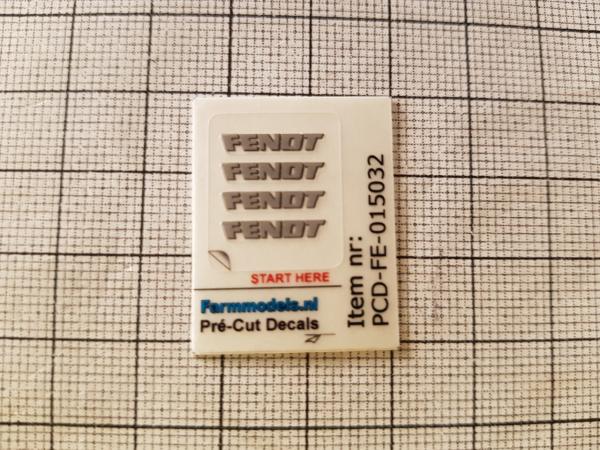 FENDT
FENDT
FENDT
FENDT
START HERE
Farmmodels.nl
Pré-Cut Decals
Item nr:
PCD-FE-015032